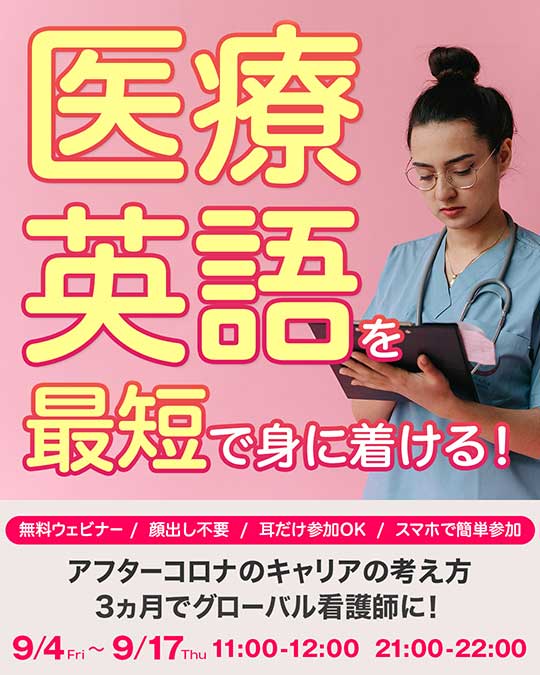 医療
英語を
最短で身に着ける！
無料ウェビナー / 顔出し不要 / 耳だけ参加OK / スマホで簡単参加
アフターコロナのキャリアの考え方
3ヵ月でグローバル看護師に！
9/4Fri～9/17Thu 11:00-12:00 21:00-22:00